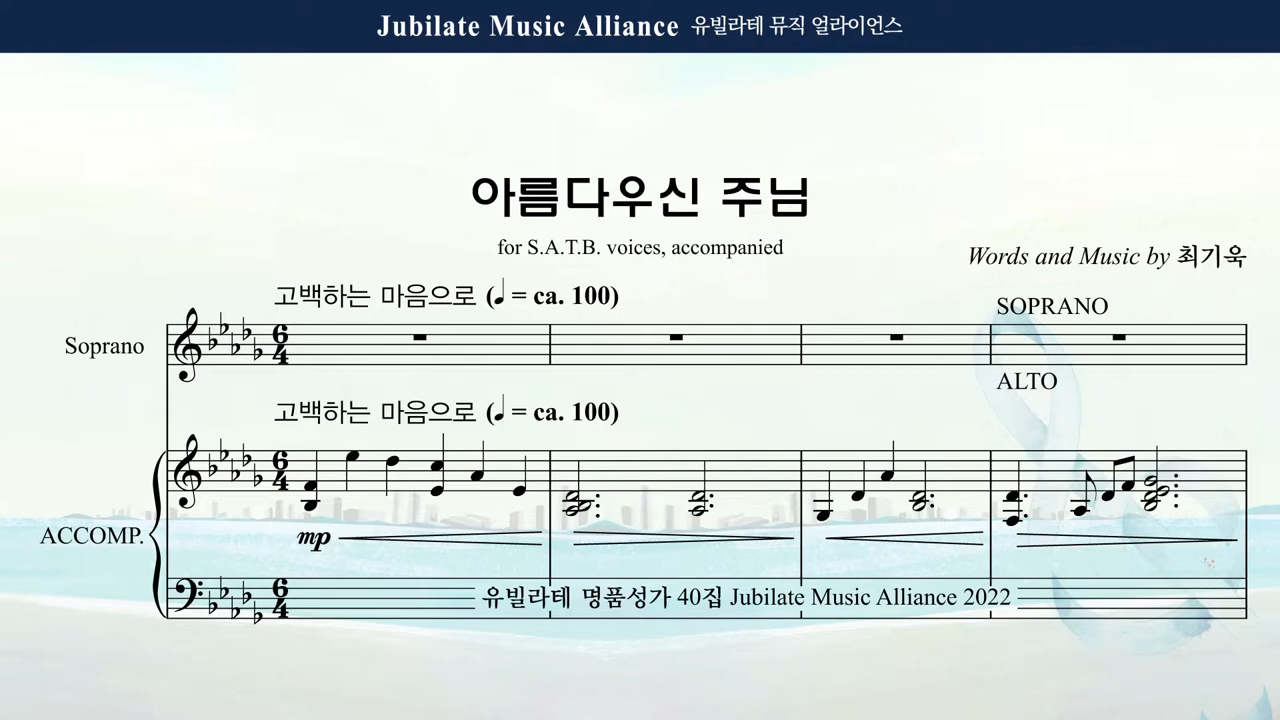 Jubilate Music Alliance 유빌라테 뮤직 얼라이언스
아름다우신 주님
for S.A.T.B. voices, accompanied
Words and Music by 최기욱
고백하는 마음으로 (♩ = ca. 100)
SOPRANO
Soprano
6/4
ALTO
고백하는 마음으로 (♩ = ca. 100)
6/4
mp
ACCOMP.
6/4
유빌라테 명품성가 40집 Jubilate Music Alliance 2022